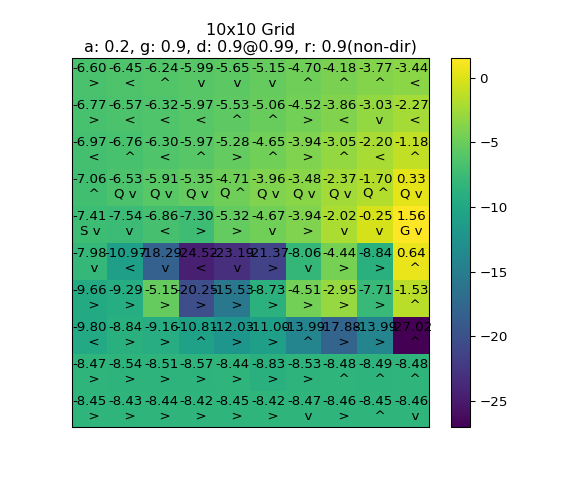 10x10 Grid
a: 0.2, g: 0.9, d: 0.9@0.99, r: 0.9(non-dir)
-6.60 -6.45 -6.24 -5.99 -5.65 -5.15 -4.70 -4.18 -3.77 -3.44
> < ^ v v v ^ ^ ^ <
-6.77 -6.57 -6.32 -5.97 -5.53 -5.06 -4.52 -3.86 -3.03 -2.27
> < < < ^ ^ > < v <
-6.97 -6.76 -6.30 -5.97 -5.28 -4.65 -3.94 -3.05 -2.20 -1.18
< ^ < ^ > ^ > ^ < ^
-7.06 -6.53 -5.91 -5.35 -4.71 -3.96 -3.48 -2.37 -1.70 0.33
^ Q v Q v Q v Q ^ Q v Q v Q v Q ^ Q v
-7.41 -7.54 -6.86 -7.30 -5.32 -4.67 -3.94 -2.02 -0.25 1.56
S v v < > > v > v v G v
-7.98 -10.97 -18.29 -24.52 -23.19 -21.37 -8.06 -4.44 -8.84 0.64
v < v < v > v > > ^
-9.66 -9.29 -5.15 -20.25 -15.53 -8.73 -4.51 -2.95 -7.71 -1.53
> > > > > > > > > ^
-9.80 -8.84 -9.16 -10.81 -12.03 -11.00 -13.99 -17.88 -13.99 -27.02
< > > ^ > > ^ > > ^
-8.47 -8.54 -8.51 -8.57 -8.44 -8.83 -8.53 -8.48 -8.49 -8.48
> > > > > > > ^ ^ ^
-8.45 -8.43 -8.44 -8.42 -8.45 -8.42 -8.47 -8.46 -8.45 -8.46
> > > > > > v > ^ v
0
−5
−10
−15
−20
−25